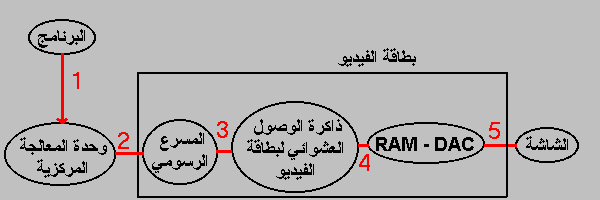 البرنامج
بطاقة الفيديو
1
وحدة المعالجة
المركزية
2
المسرع
الرسومي
3
ذاكرة الوصول
العشوائي لبطاقة
الفيديو
4
RAM - DAC
5
الشاشة